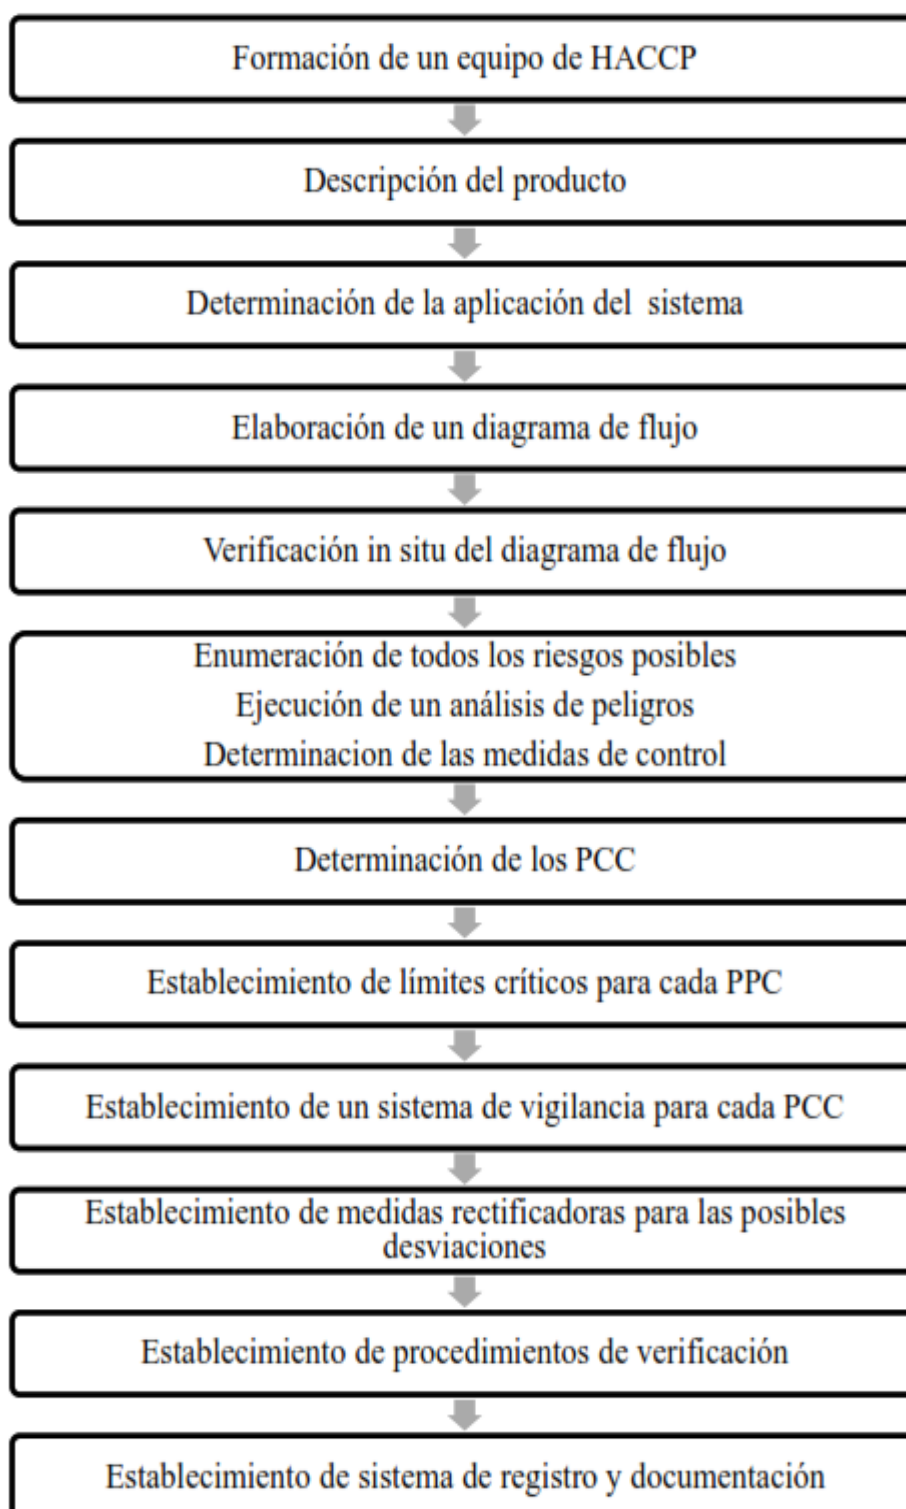 Formación de un equipo de HACCP
Descripción del producto
Determinación de la aplicación del sistema
Elaboración de un diagrama de flujo
Verificación in situ del diagrama de flujo
Enumeración de todos los riesgos posibles
Ejecución de un análisis de peligros
Determinacion de las medidas de control
Determinación de los PCC
Establecimiento de límites críticos para cada PPC
Establecimiento de un sistema de vigilancia para cada PCC
Establecimiento de medidas rectificadoras para las posibles
desviaciones
Establecimiento de procedimientos de verificación
Establecimiento de sistema de registro y documentación